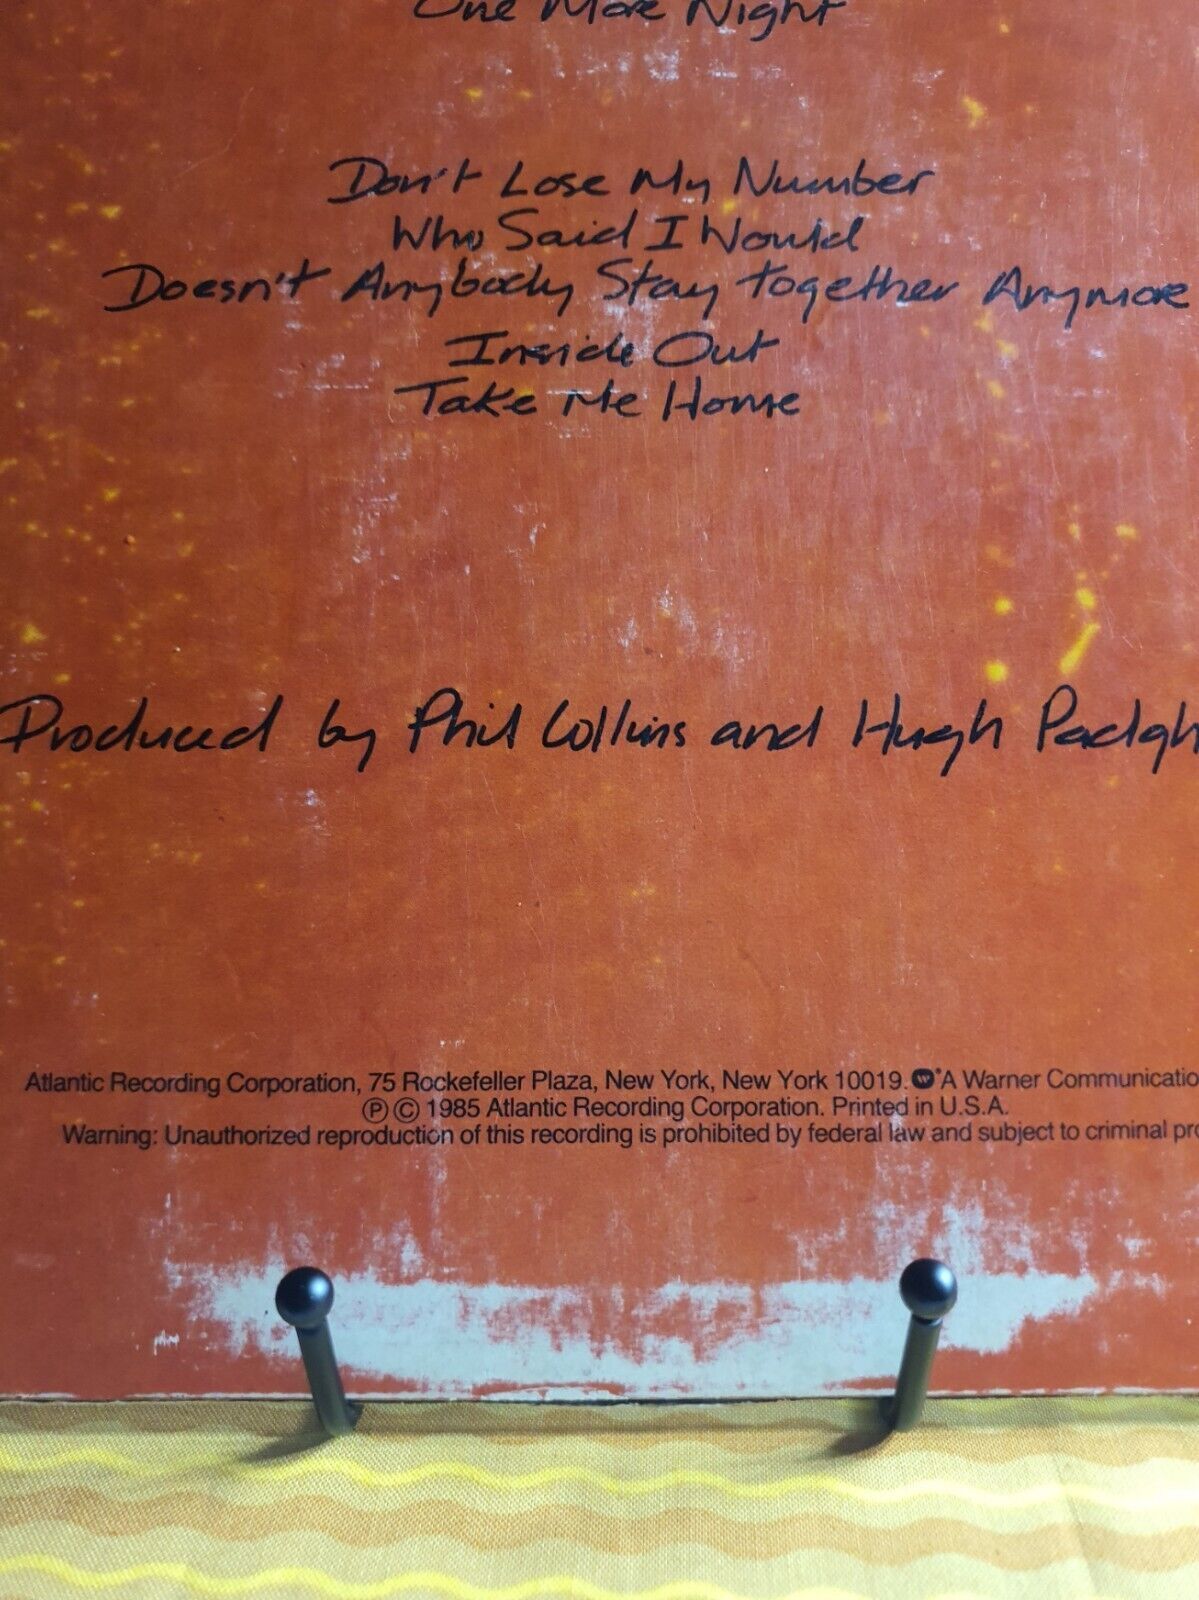 One More Night
Don't Lose My Number
Who Said I Would
Doesn't Anybody Stay Together Anymore
Inside Out
Take Me Home
Produced by Phil Collins and Hugh Padgh
Atlantic Recording Corporation, 75 Rockefeller Plaza, New York, New York 10019. W A Warner Communicatio
Ⓟ © 1985 Atlantic Recording Corporation. Printed in U.S.A.
Warning: Unauthorized reproduction of this recording is prohibited by federal law and subject to criminal pro